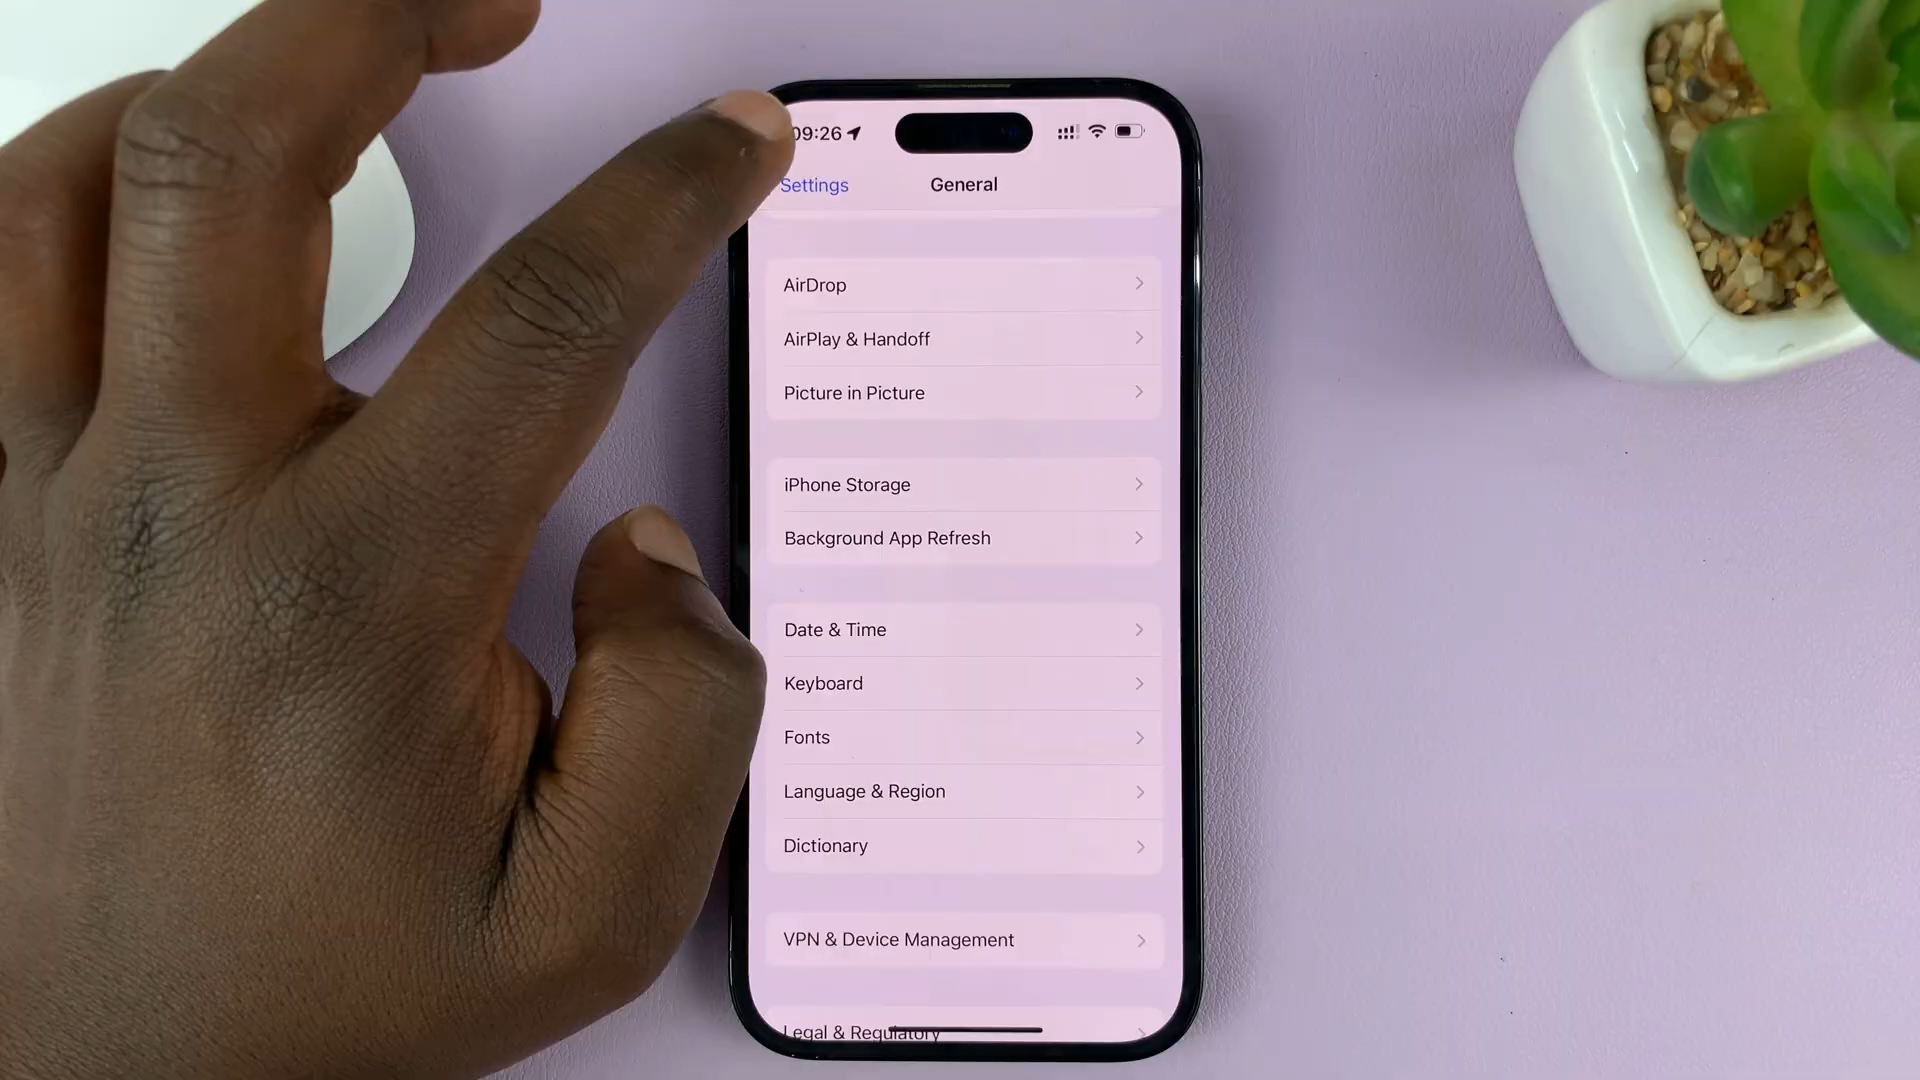 09:26
Settings
General
AirDrop
AirPlay & Handoff
Picture in Picture
iPhone Storage
Background App Refresh
Date & Time
Keyboard
Fonts
Language & Region
Dictionary
VPN & Device Management
Legal & Regulatory